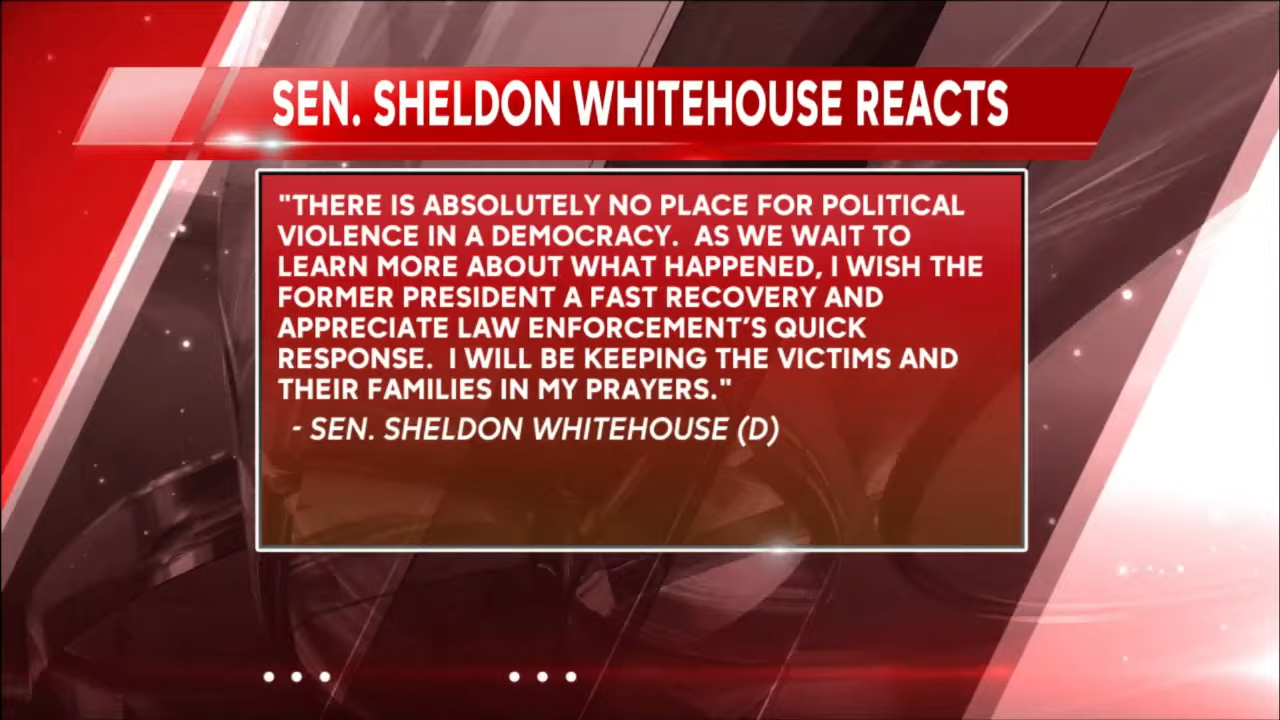 SEN. SHELDON WHITEHOUSE REACTS
"THERE IS ABSOLUTELY NO PLACE FOR POLITICAL
VIOLENCE IN A DEMOCRACY.  AS WE WAIT TO
LEARN MORE ABOUT WHAT HAPPENED, I WISH THE
FORMER PRESIDENT A FAST RECOVERY AND
APPRECIATE LAW ENFORCEMENT’S QUICK
RESPONSE.  I WILL BE KEEPING THE VICTIMS AND
THEIR FAMILIES IN MY PRAYERS."
- SEN. SHELDON WHITEHOUSE (D)